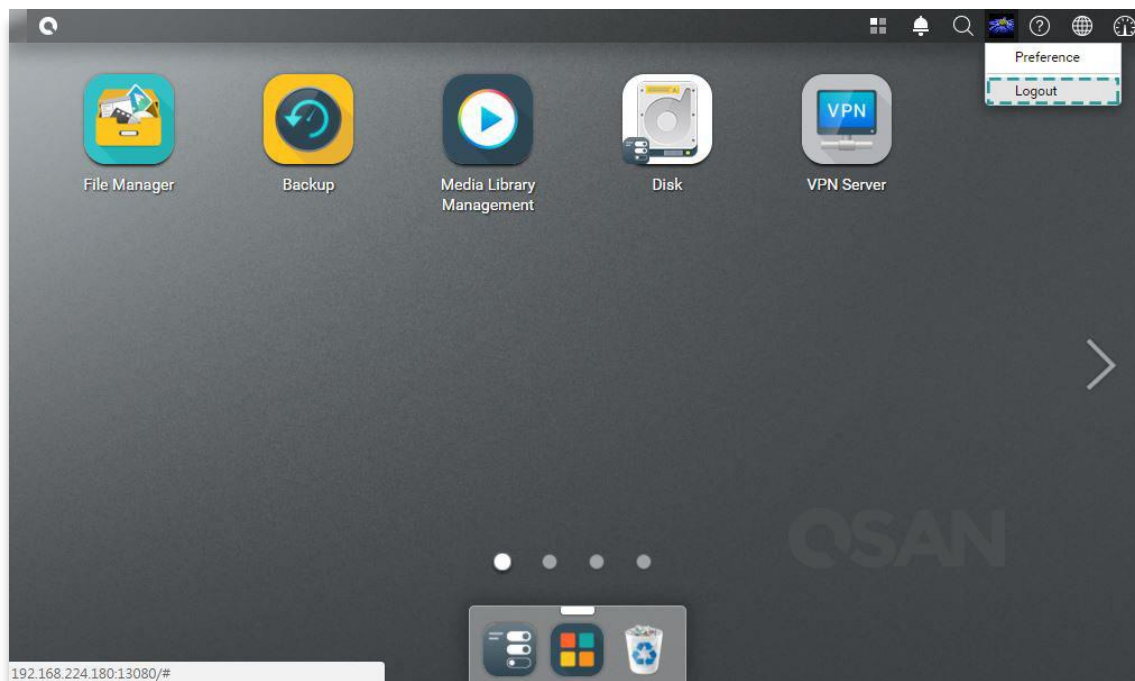 Preference
Logout
VPN
File Manager
Backup
Media Library
Management
Disk
VPN Server
QSAN
192.168.224.180:13080/#